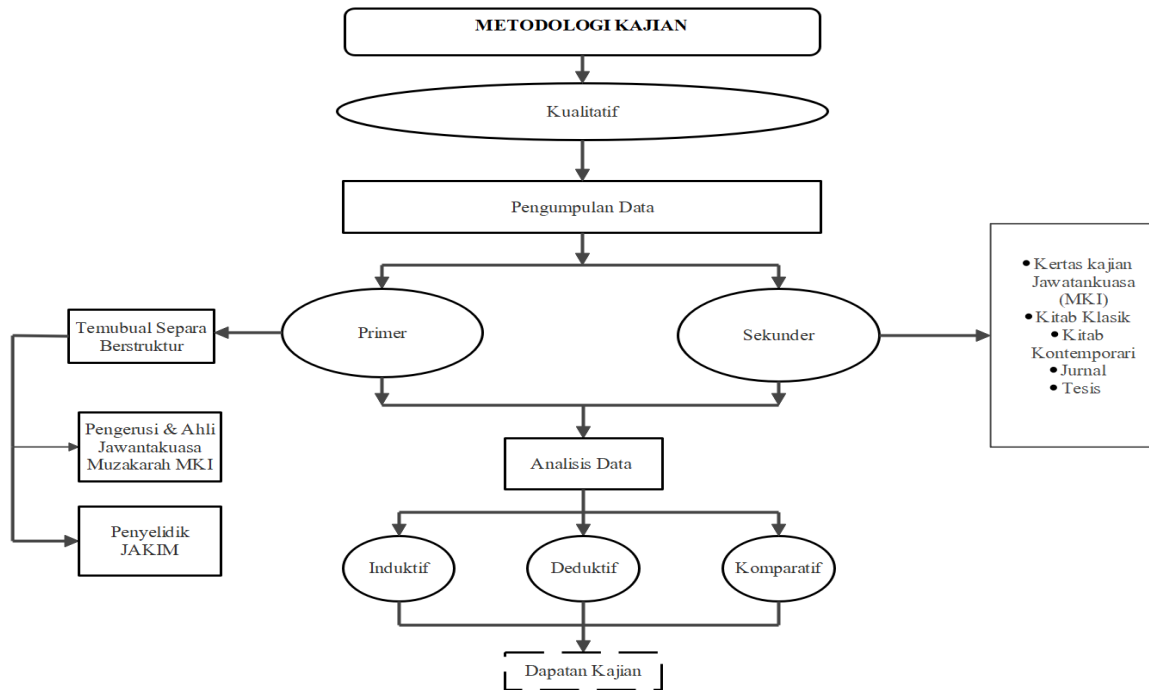 METODOLOGI KAJIAN
Kualitatif
Pengumpulan Data
Primer
Sekunder
Temubual Separa
Berstruktur
Pengerusi & Ahli
Jawantakuasa
Muzakarah MKI
Penyelidik
JAKIM
• Kertas kajian
Jawatankuasa
(MKI)
• Kitab Klasik
• Kitab
Kontemporari
• Jurnal
• Tesis
Analisis Data
Induktif
Deduktif
Komparatif
Dapatan Kajian